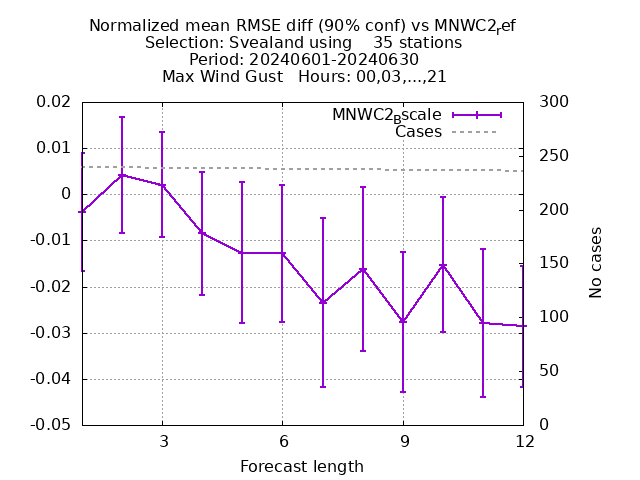 Normalized mean RMSE diff (90% conf) vs MNWC2ref
Selection: Svealand using 35 stations
Period: 20240601-20240630
Max Wind Gust Hours: 00,03,...,21
0.02
0.01
0
-0.01
-0.02
-0.03
-0.04
-0.05
MNWC2Bscale
Cases
300
250
200
150
100
50
0
No cases
3
6
9
12
Forecast length